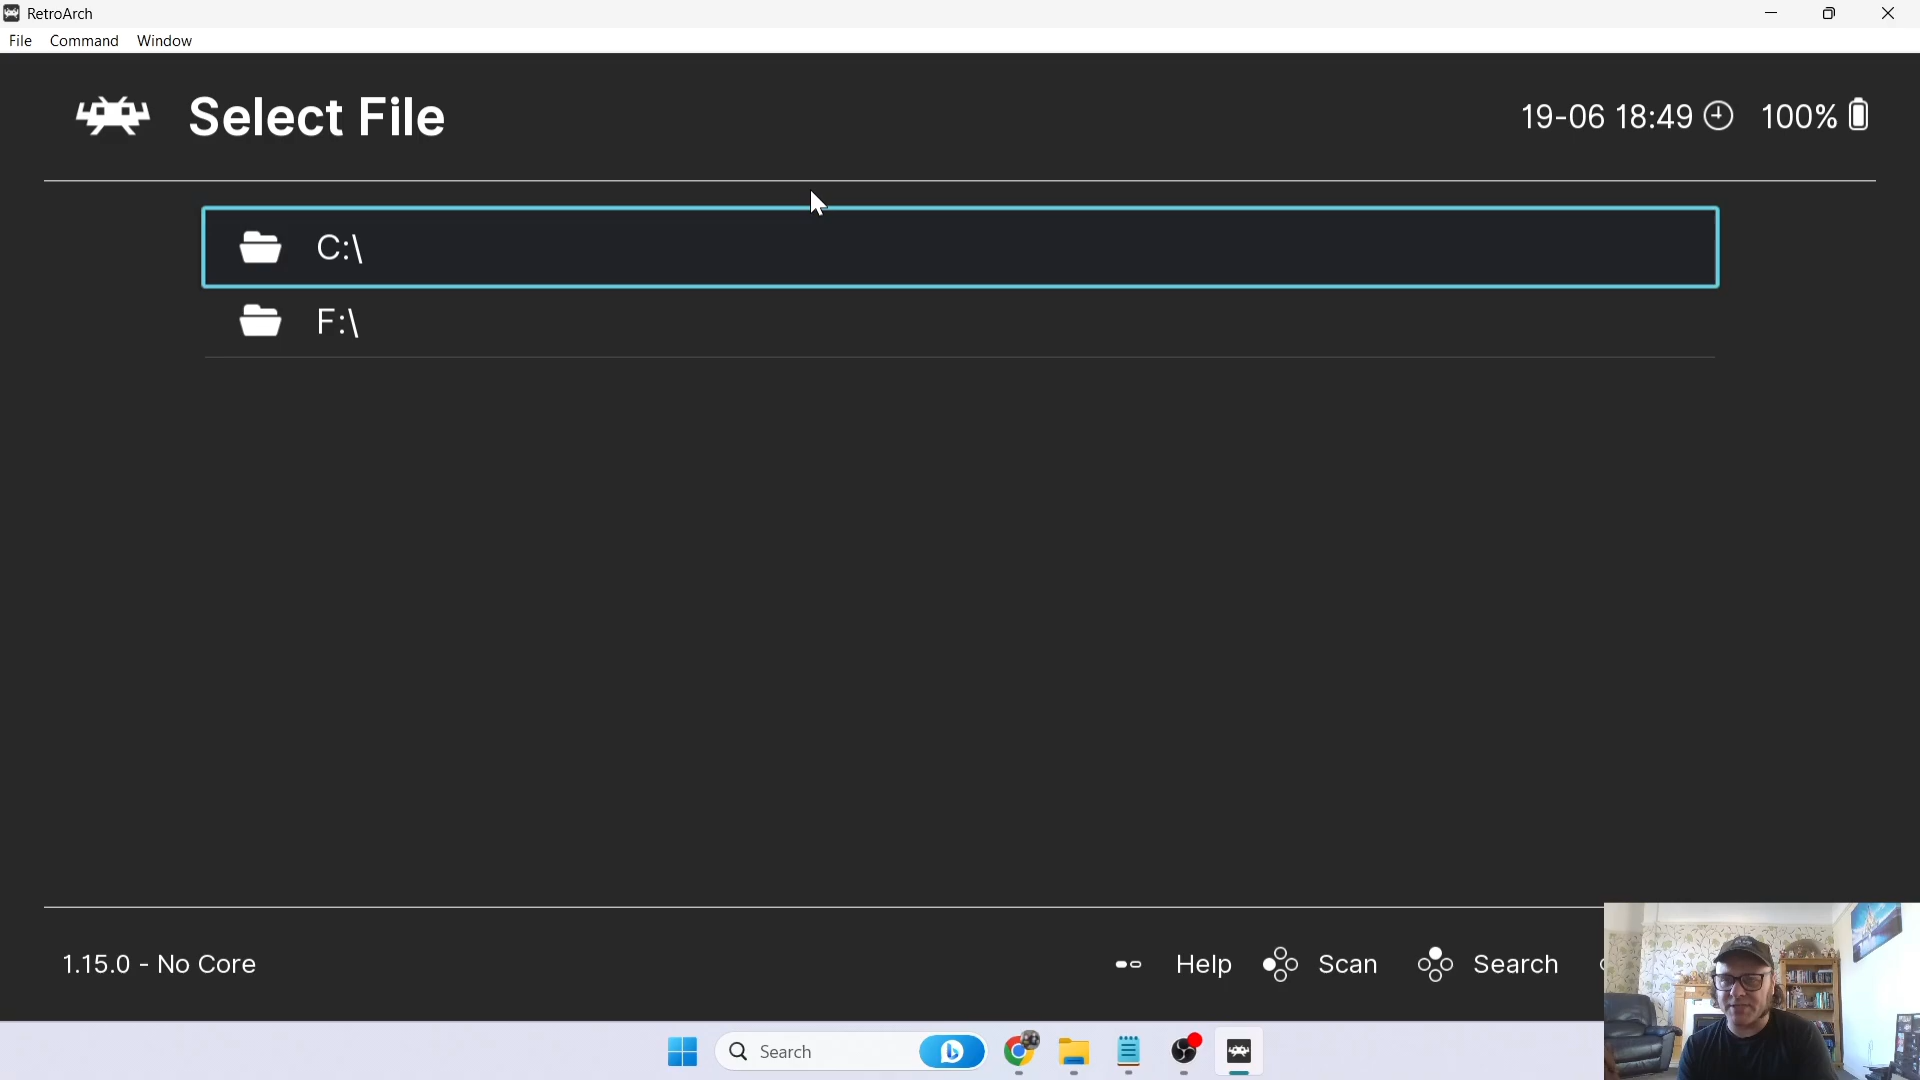 RetroArch
File Command Window
Select File
19-06 18:49 100%
C:\
F:\
1.15.0 - No Core
Help Scan Search
Search